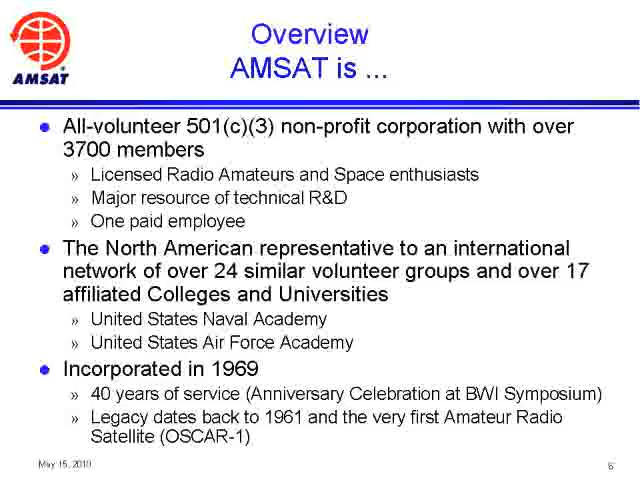 AMSAT
Overview
AMSAT is ...
● All-volunteer 501(c)(3) non-profit corporation with over
3700 members
» Licensed Radio Amateurs and Space enthusiasts
» Major resource of technical R&D
» One paid employee
● The North American representative to an international
network of over 24 similar volunteer groups and over 17
affiliated Colleges and Universities
» United States Naval Academy
» United States Air Force Academy
● Incorporated in 1969
» 40 years of service (Anniversary Celebration at BWI Symposium)
» Legacy dates back to 1961 and the very first Amateur Radio
Satellite (OSCAR-1)
May 15, 2010
6